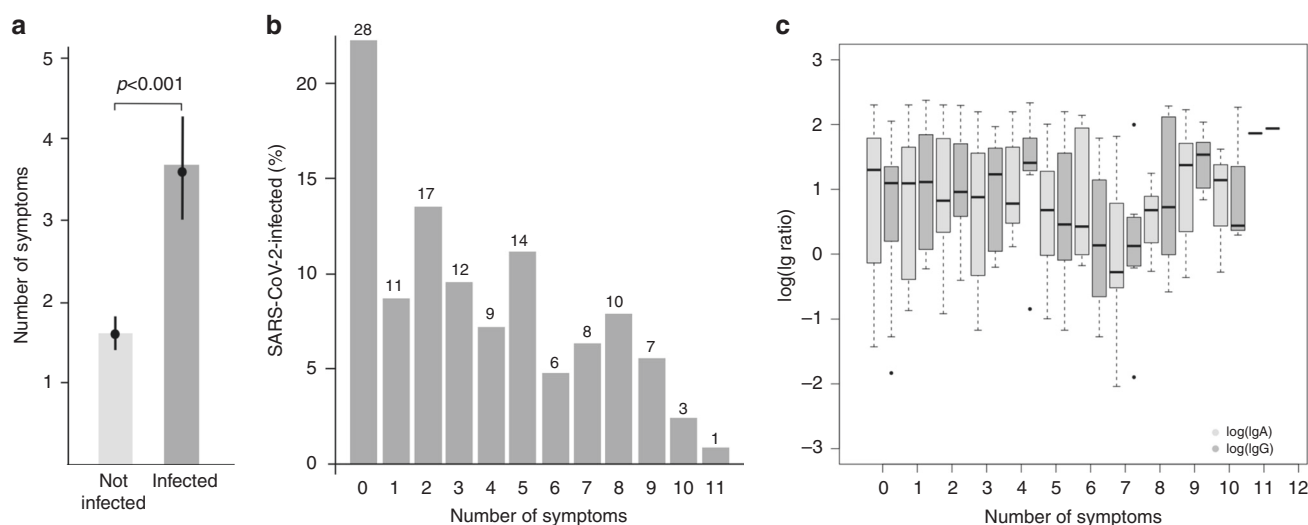 a
5
4
3
2
1
Number of symptoms
p<0.001
Not
infected
Infected
b
SARS-CoV-2-infected (%)
20
15
10
5
0
28
11
17
12
9
14
6
8
10
7
3
1
0 1 2 3 4 5 6 7 8 9 10 11
Number of symptoms
c
log(Ig ratio)
3
2
1
0
–1
–2
–3
log(IgA)
log(IgG)
0 1 2 3 4 5 6 7 8 9 10 11 12
Number of symptoms